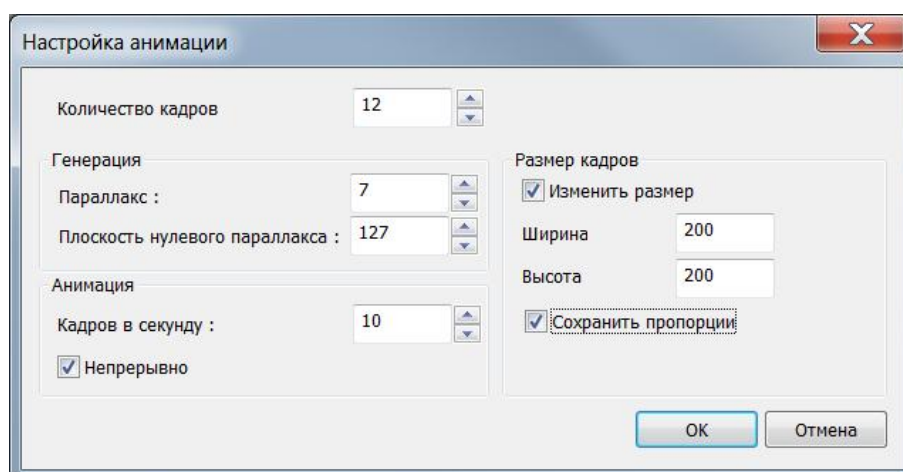 Настройка анимации
Количество кадров 12
Генерация
Параллакс : 7
Плоскость нулевого параллакса : 127
Анимация
Кадров в секунду : 10
Непрерывно
Размер кадров
Изменить размер
Ширина 200
Высота 200
Сохранить пропорции
OK Отмена